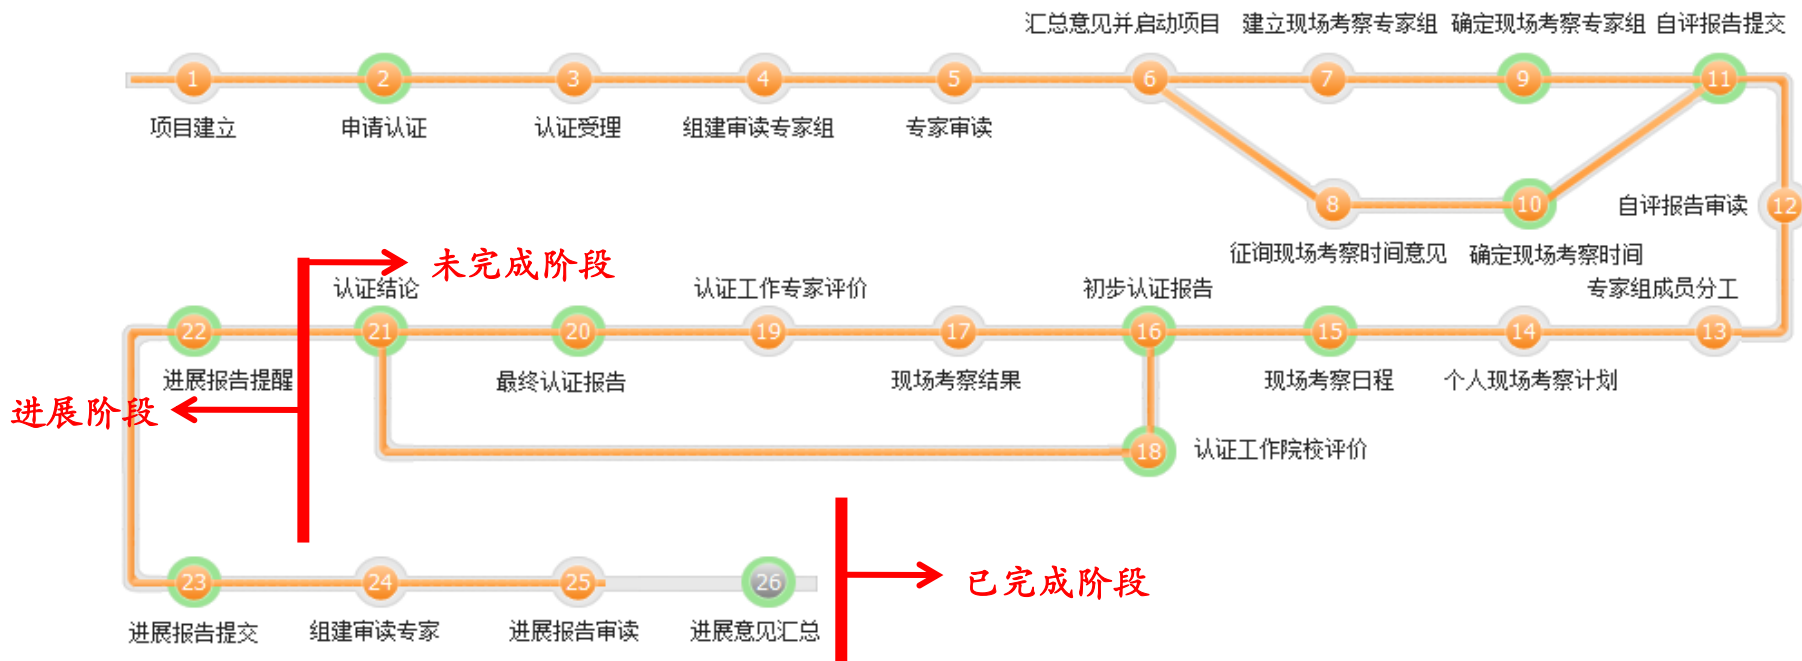 汇总意见并启动项目 建立现场考察专家组 确定现场考察专家组 自评报告提交
1 2 3 4 5 6 7 9 11
项目建立 申请认证 认证受理 组建审读专家组 专家审读
8 10 自评报告审读 12
征询现场考察时间意见 确定现场考察时间
未完成阶段
认证结论 认证工作专家评价 初步认证报告 专家组成员分工
22 21 20 19 17 16 15 14 13
进展报告提醒 最终认证报告 现场考察结果 现场考察日程 个人现场考察计划
进展阶段
18 认证工作院校评价
23 24 25 26 已完成阶段
进展报告提交 组建审读专家 进展报告审读 进展意见汇总